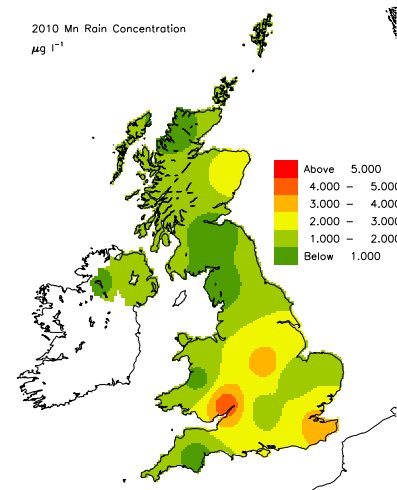 2010 Mn Rain Concentration
µg l⁻¹
Above 5.000
4.000 – 5.000
3.000 – 4.000
2.000 – 3.000
1.000 – 2.000
Below 1.000